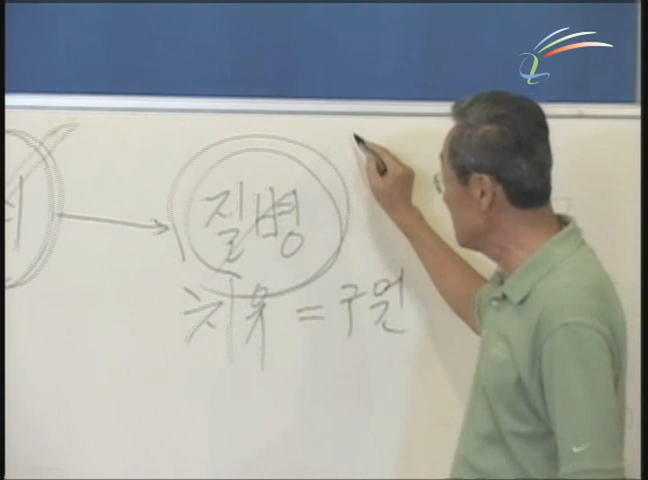 질병
치유 = 구원